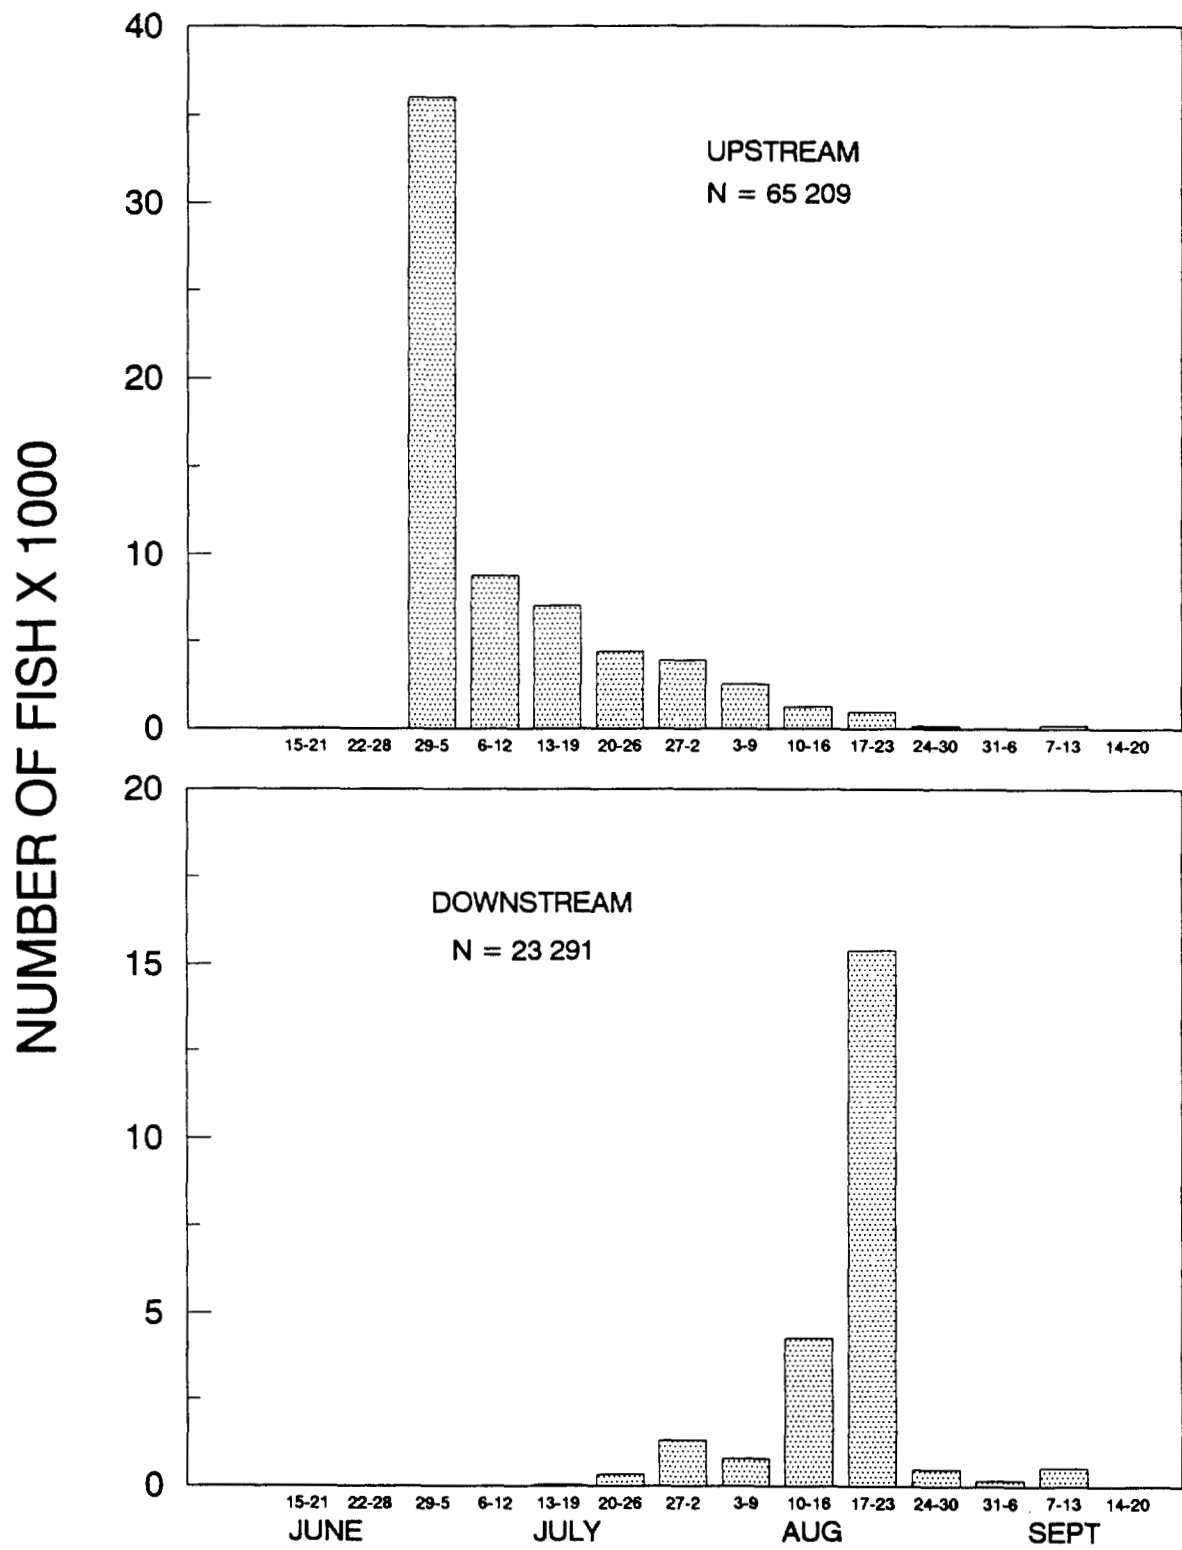 NUMBER OF FISH X 1000
40
30
20
10
0
UPSTREAM
N = 65 209
15-21 22-28 29-5 6-12 13-19 20-26 27-2 3-9 10-16 17-23 24-30 31-6 7-13 14-20
20
15
10
5
0
DOWNSTREAM
N = 23 291
15-21 22-28 29-5 6-12 13-19 20-26 27-2 3-9 10-16 17-23 24-30 31-6 7-13 14-20
JUNE JULY AUG SEPT